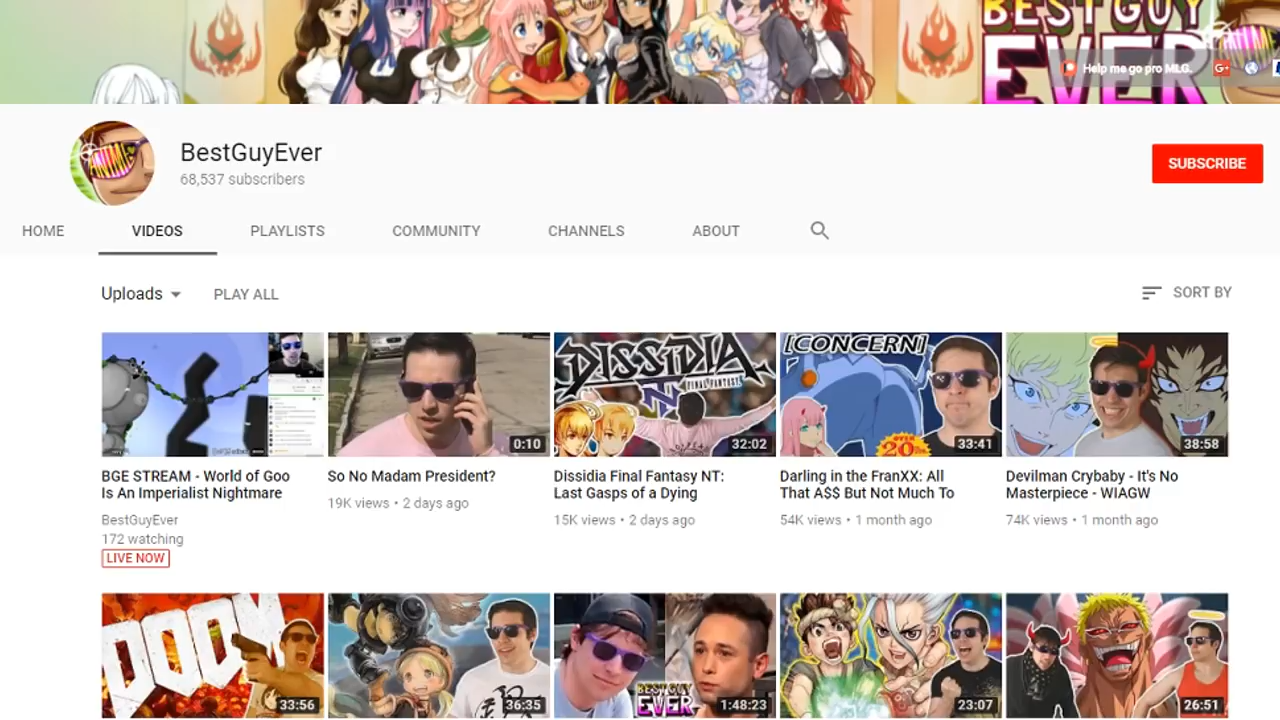 BEST GUY
EVER
Help me go pro MLG.
G+
ANIME
BestGuyEver
68,537 subscribers
SUBSCRIBE
HOME
VIDEOS
PLAYLISTS
COMMUNITY
CHANNELS
ABOUT
Uploads
PLAY ALL
SORT BY
0:10
DISSIDIA
NT
FINAL FANTASY
32:02
[CONCERN]
OVER
20%
33:41
38:58
BGE STREAM - World of Goo
Is An Imperialist Nightmare
BestGuyEver
172 watching
LIVE NOW
So No Madam President?
19K views • 2 days ago
Dissidia Final Fantasy NT:
Last Gasps of a Dying
15K views • 2 days ago
Darling in the FranXX: All
That A$$ But Not Much To
54K views • 1 month ago
Devilman Crybaby - It's No
Masterpiece - WIAGW
74K views • 1 month ago
DOOM
33:56
36:35
BEST GUY
EVER
1:48:23
23:07
26:51